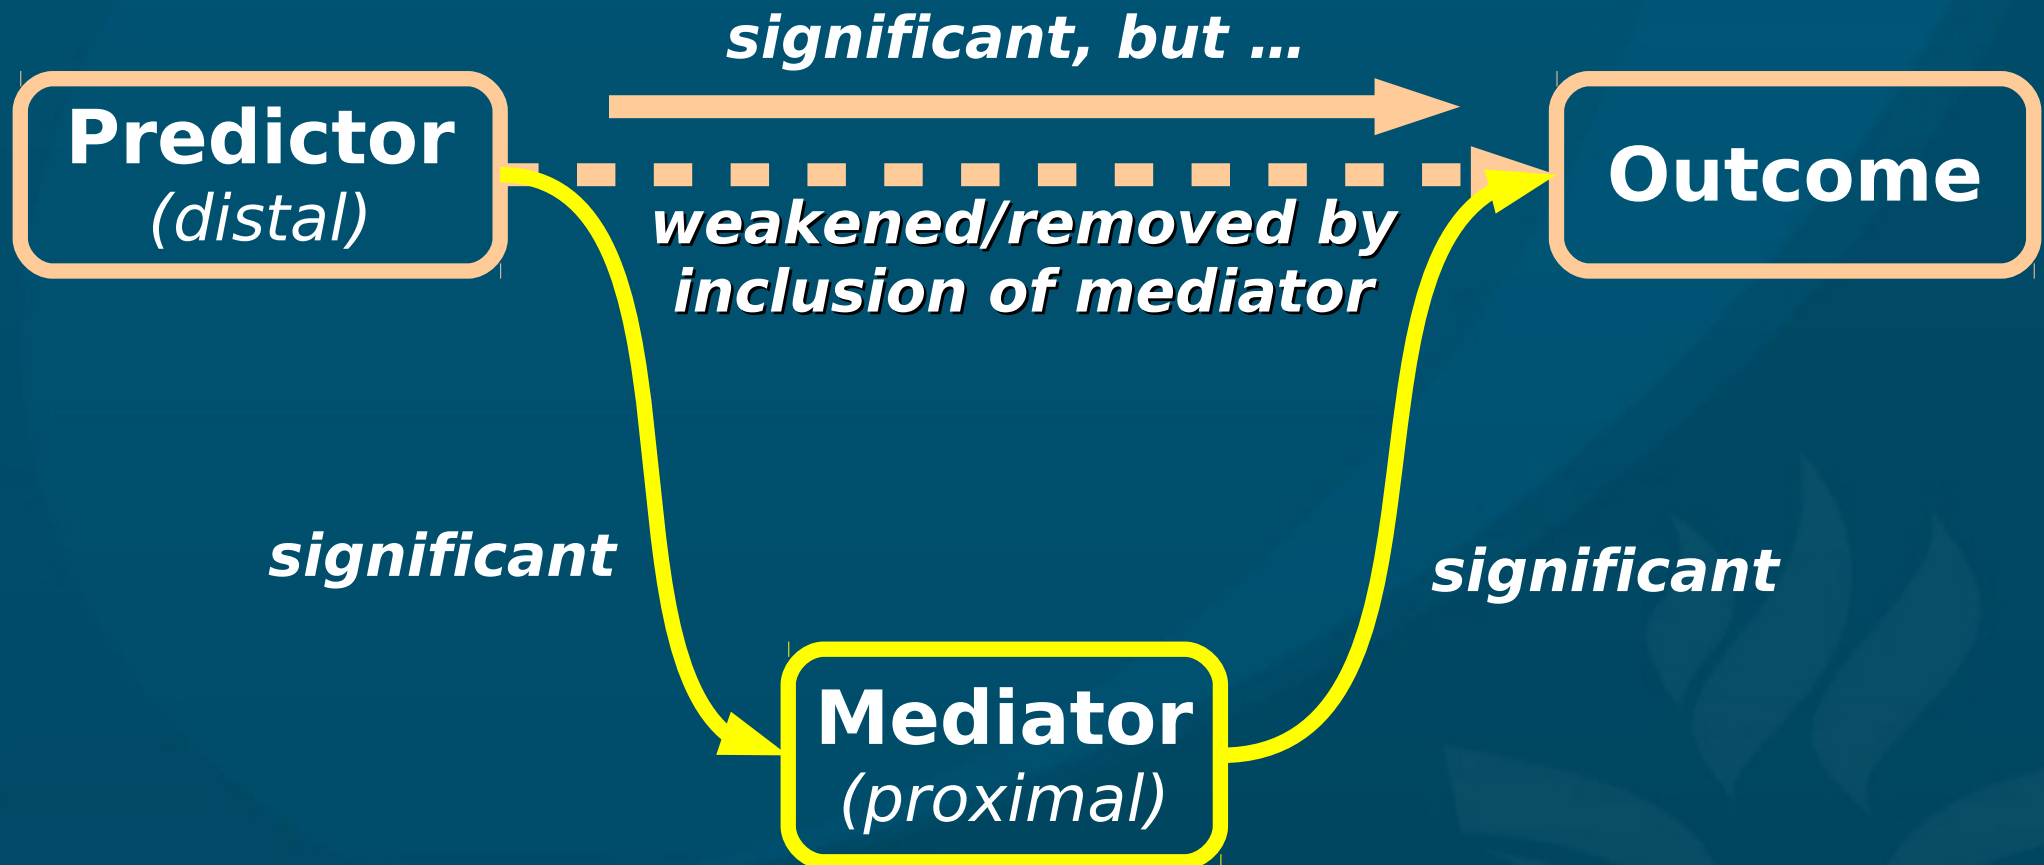 significant, but …
Predictor
(distal)
Outcome
weakened/removed by
inclusion of mediator
significant
significant
Mediator
(proximal)